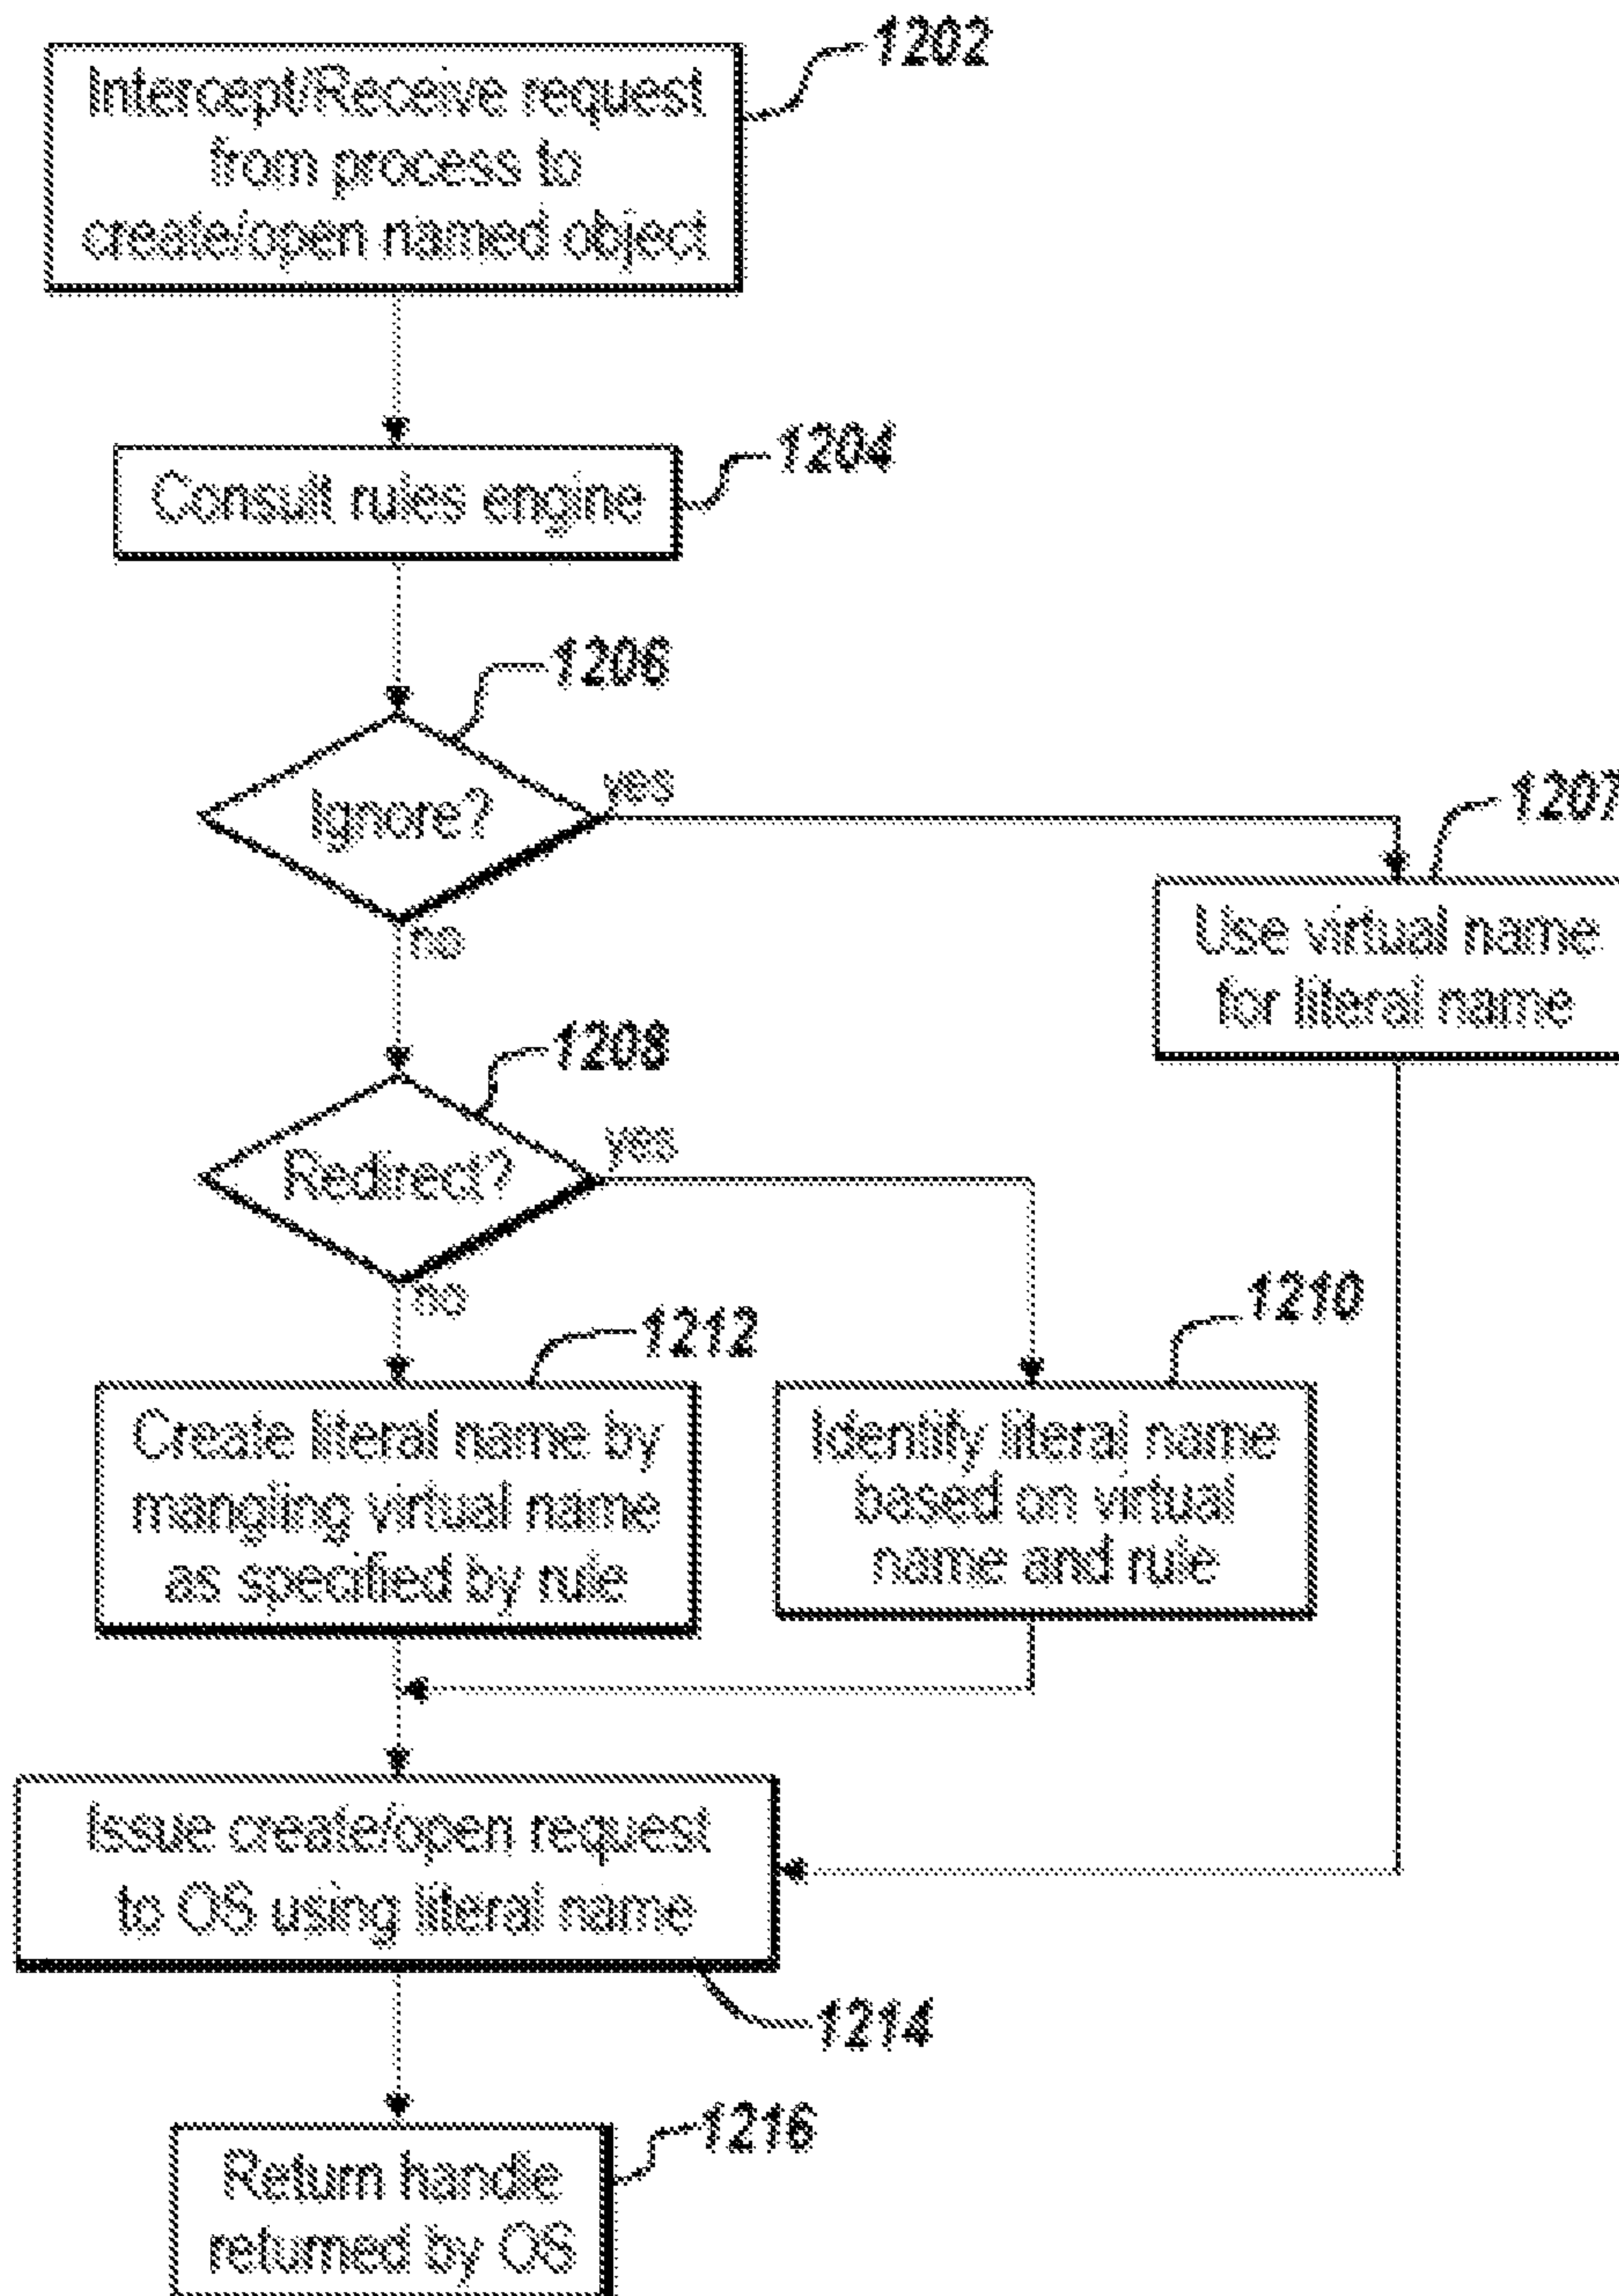 1202
Intercept/Receive request
from process to
create/open named object
1204
Consult rules engine
1206
Ignore?
yes
no
1207
Use virtual name
for literal name
1208
Redirect?
yes
no
1212
Create literal name by
mangling virtual name
as specified by rule
1210
Identify literal name
based on virtual
name and rule
Issue create/open request
to OS using literal name
1214
1216
Return handle
returned by OS